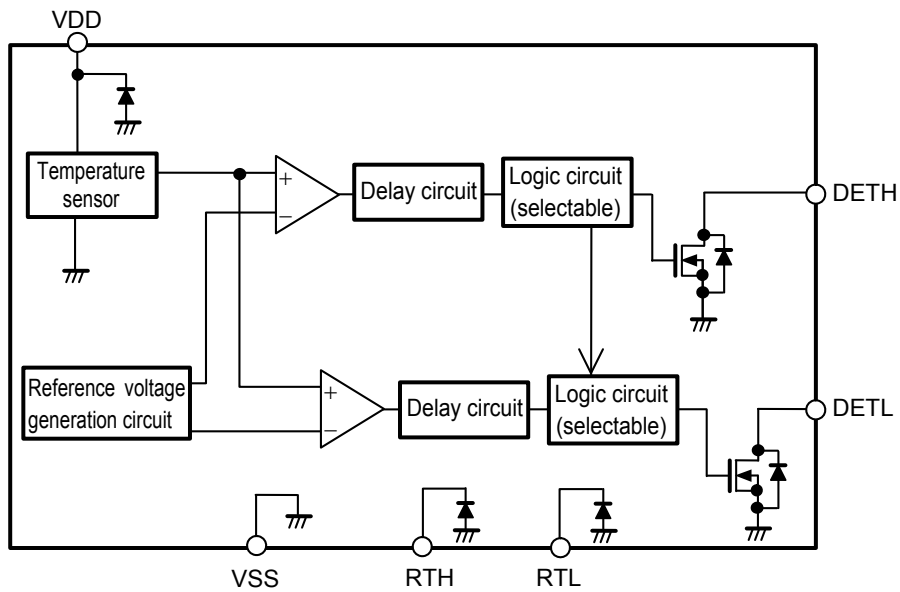 VDD
Temperature
sensor
+
−
Delay circuit
Logic circuit
(selectable)
DETH
Reference voltage
generation circuit
+
−
Delay circuit
Logic circuit
(selectable)
DETL
VSS
RTH
RTL